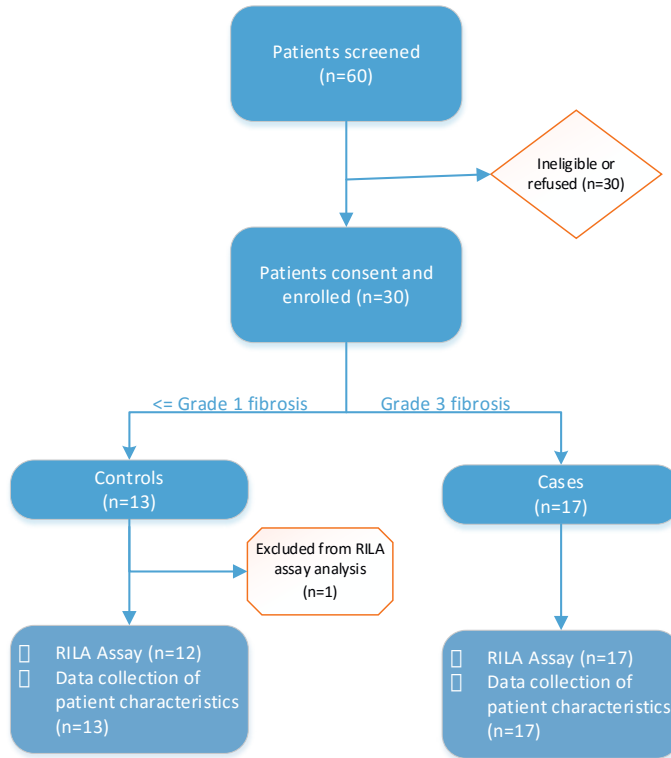 Patients screened
(n=60)
Ineligible or
refused (n=30)
Patients consent and
enrolled (n=30)
<= Grade 1 fibrosis
Grade 3 fibrosis
Controls
(n=13)
Cases
(n=17)
Excluded from RILA
assay analysis
(n=1)
RILA Assay (n=12)
Data collection of
patient characteristics
(n=13)
RILA Assay (n=17)
Data collection of
patient characteristics
(n=17)